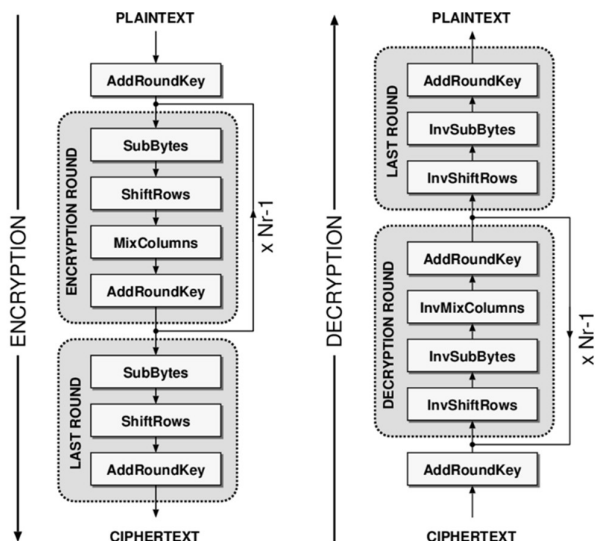 PLAINTEXT
AddRoundKey
ENCRYPTION ROUND
SubBytes
ShiftRows
MixColumns
AddRoundKey
x Nr-1
ENCRYPTION
LAST ROUND
SubBytes
ShiftRows
AddRoundKey
CIPHERTEXT
PLAINTEXT
LAST ROUND
AddRoundKey
InvSubBytes
InvShiftRows
DECRYPTION
DECRYPTION ROUND
AddRoundKey
InvMixColumns
InvSubBytes
InvShiftRows
x Nr-1
AddRoundKey
CIPHERTEXT